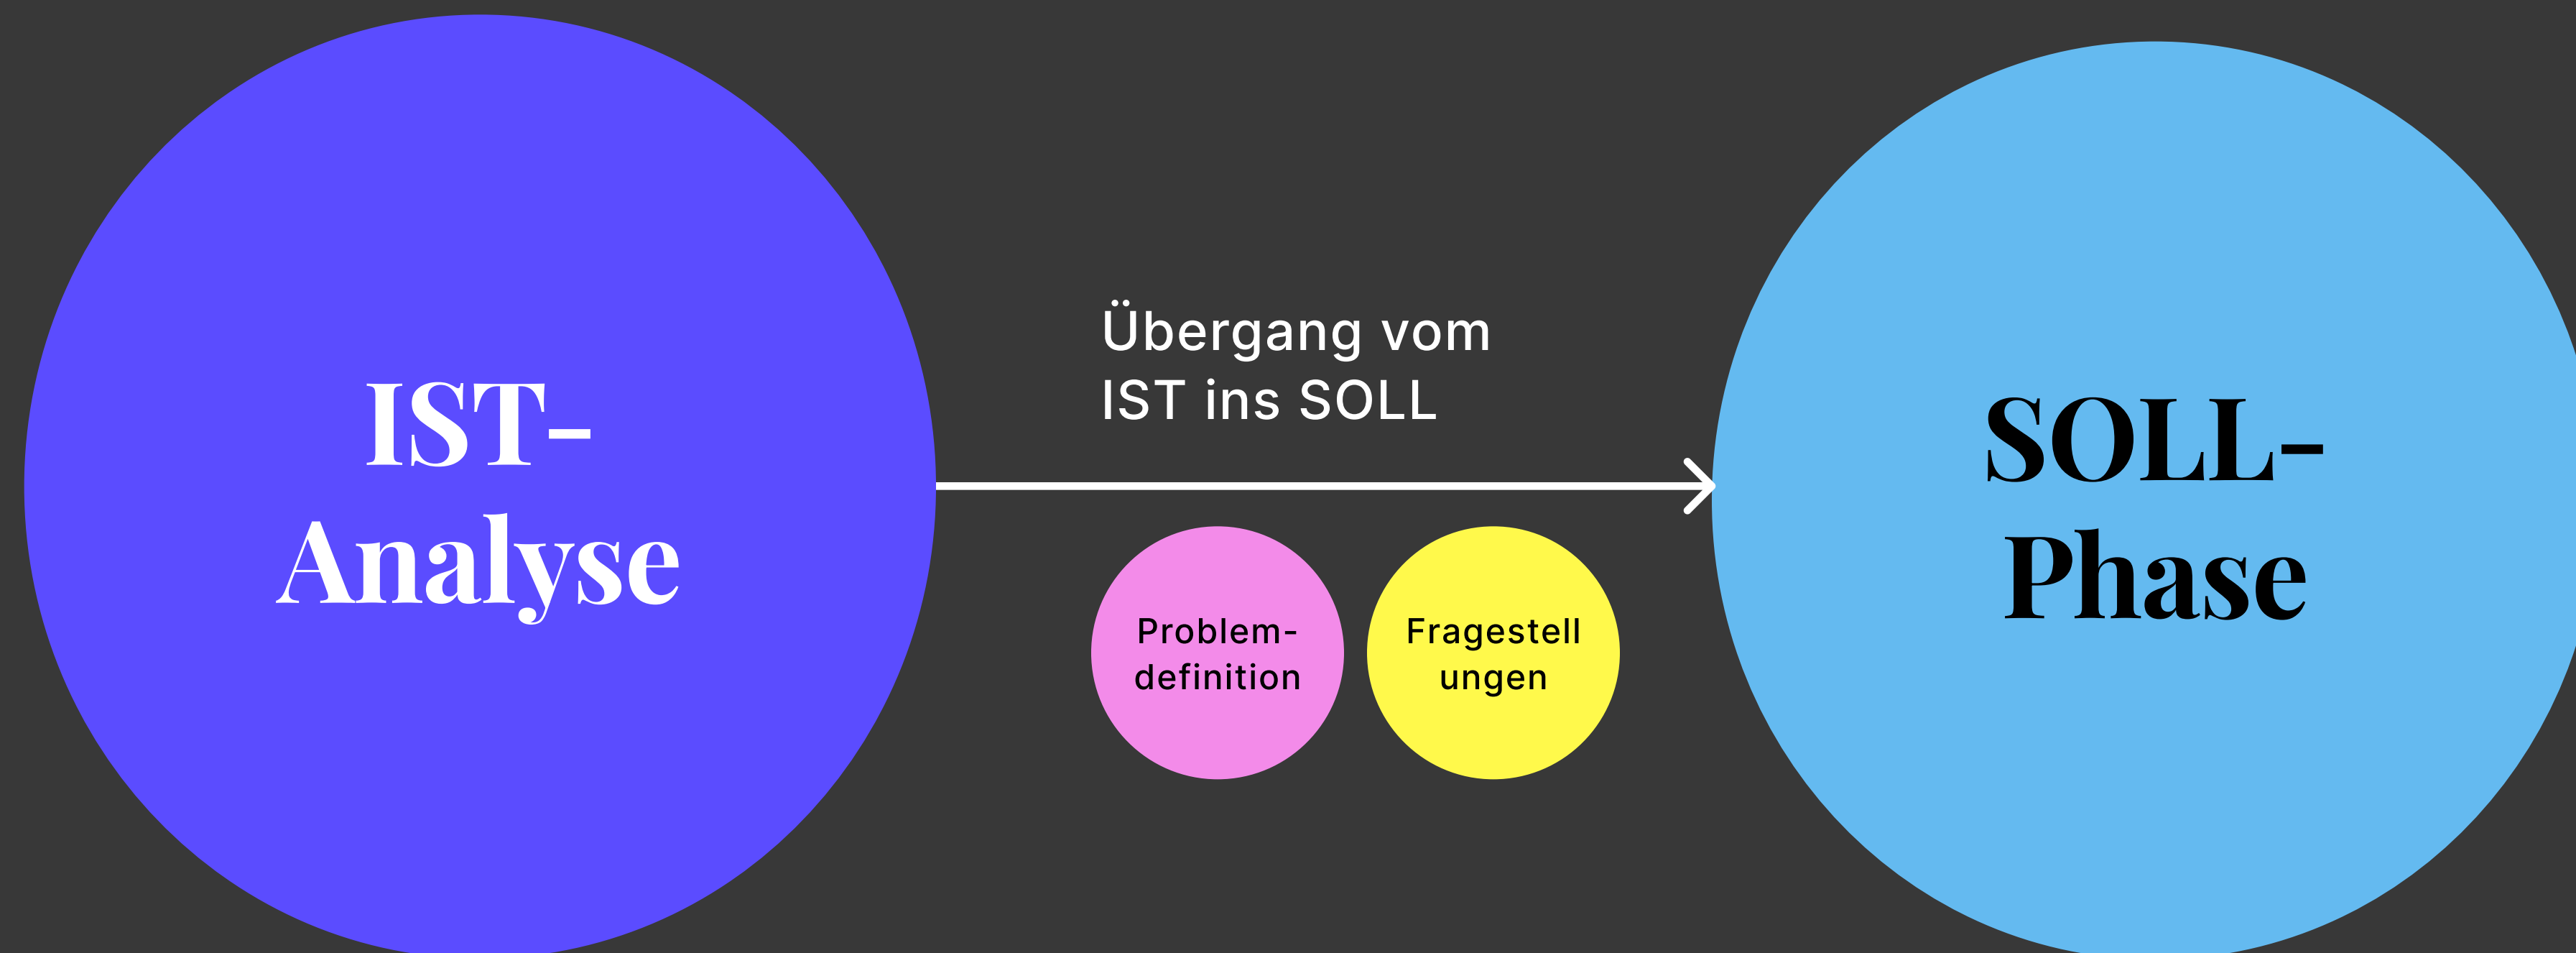 IST-
Analyse
Übergang vom
IST ins SOLL
Problem-
definition
Fragestell
ungen
SOLL-
Phase